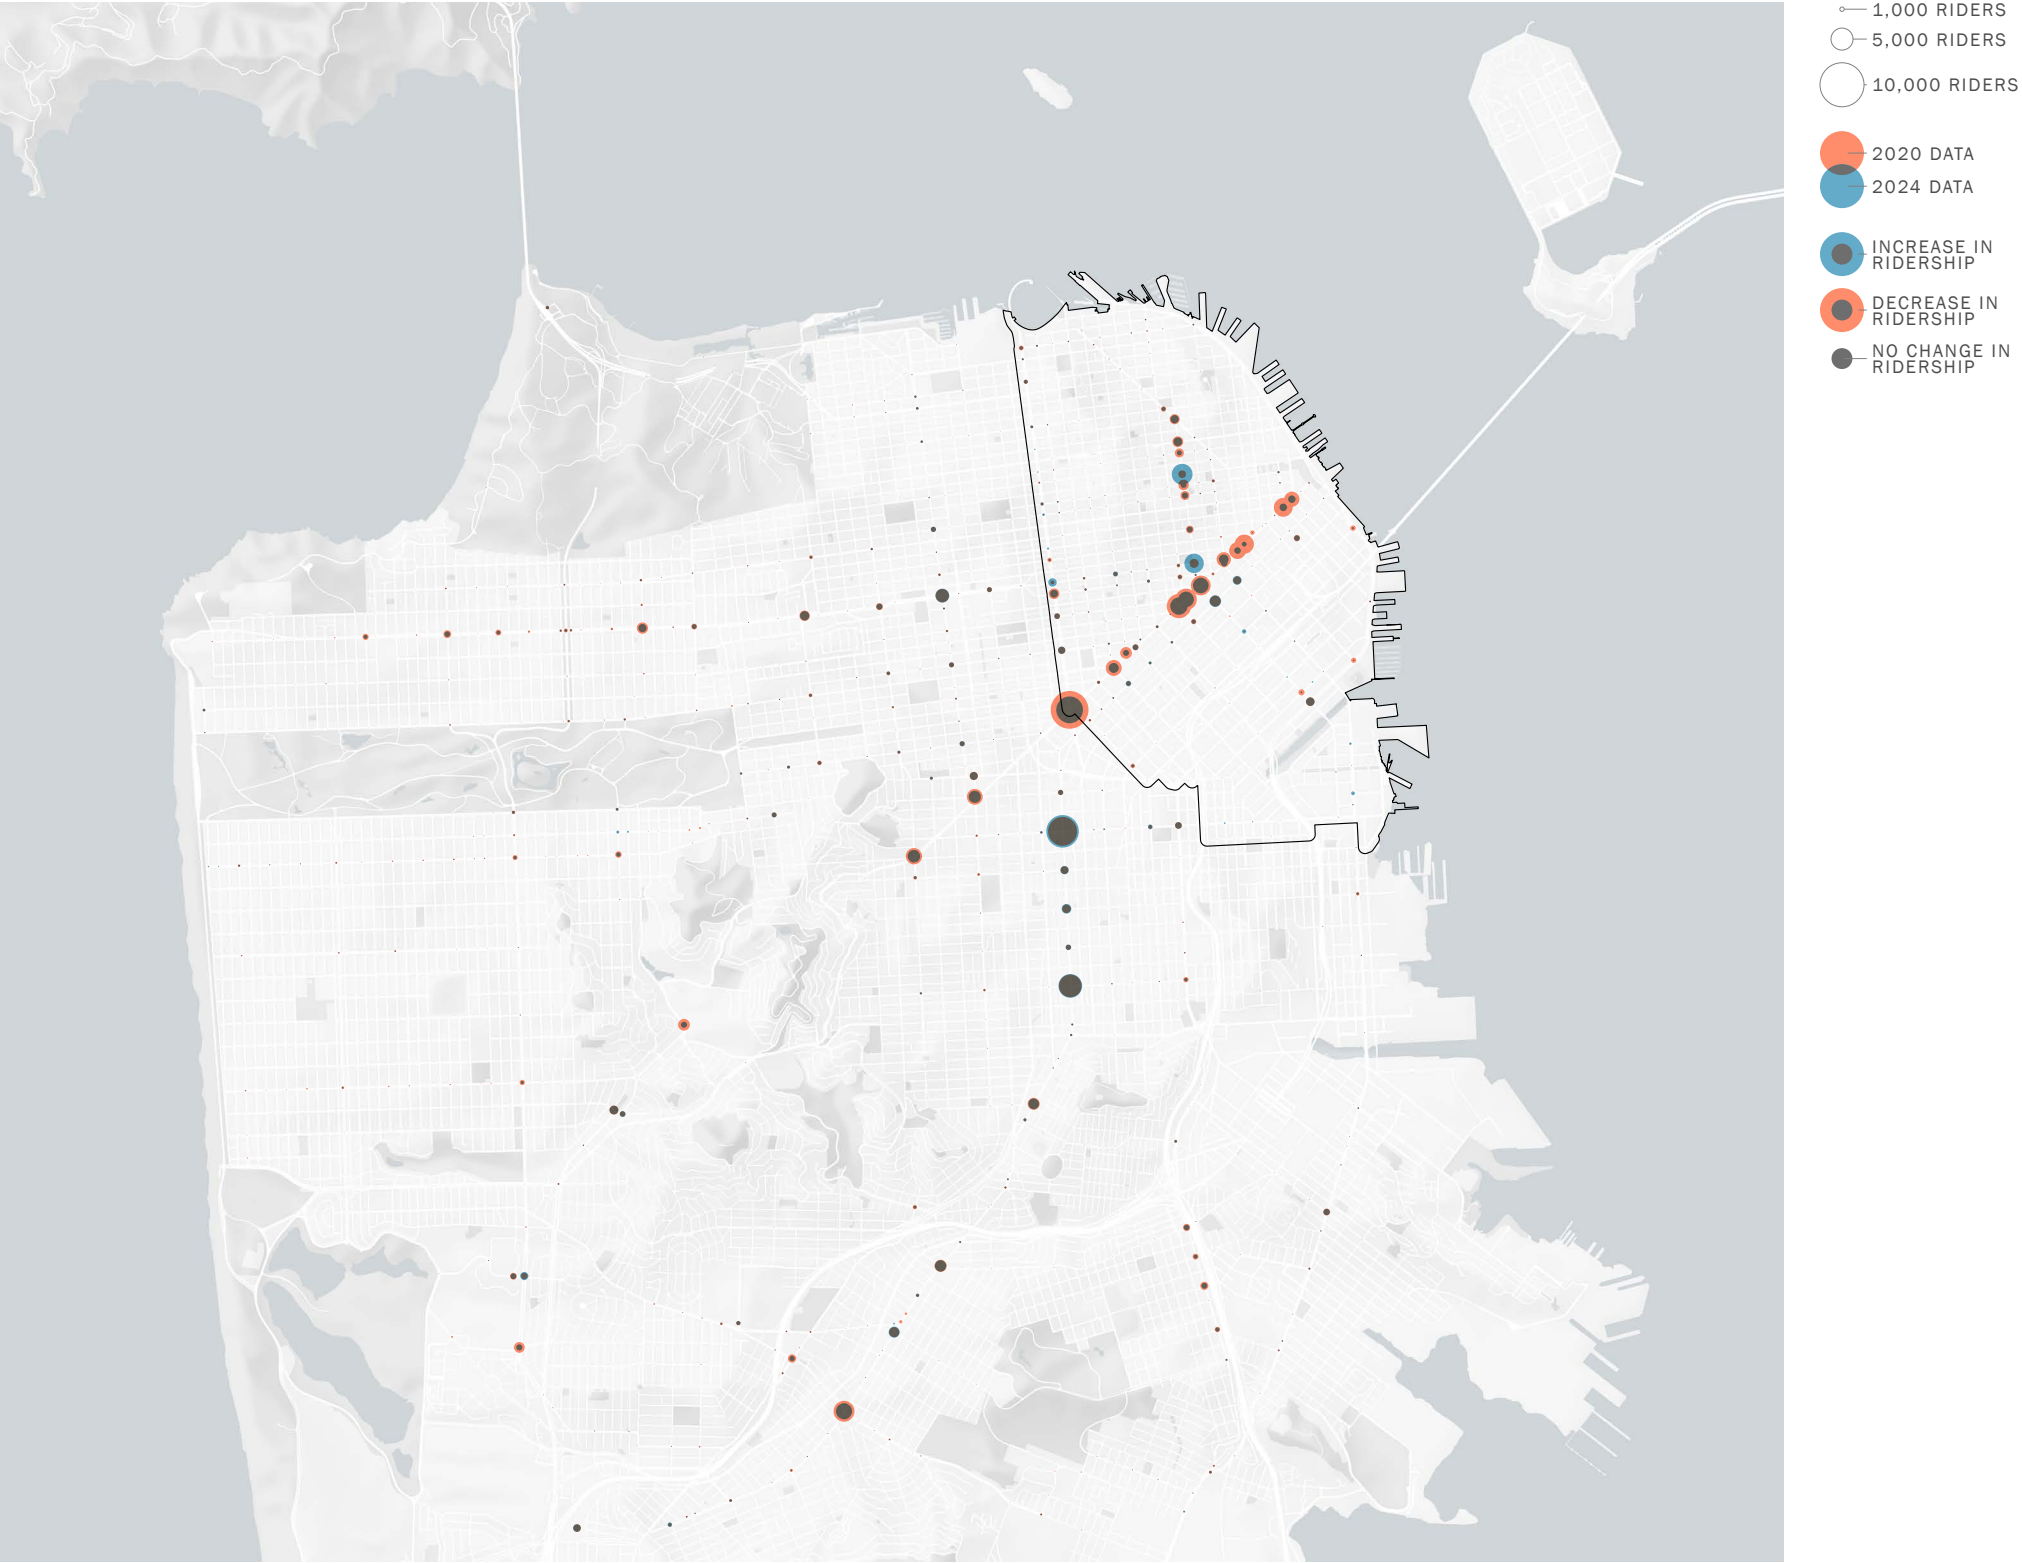 1,000 RIDERS
5,000 RIDERS
10,000 RIDERS
2020 DATA
2024 DATA
INCREASE IN
RIDERSHIP
DECREASE IN
RIDERSHIP
NO CHANGE IN
RIDERSHIP